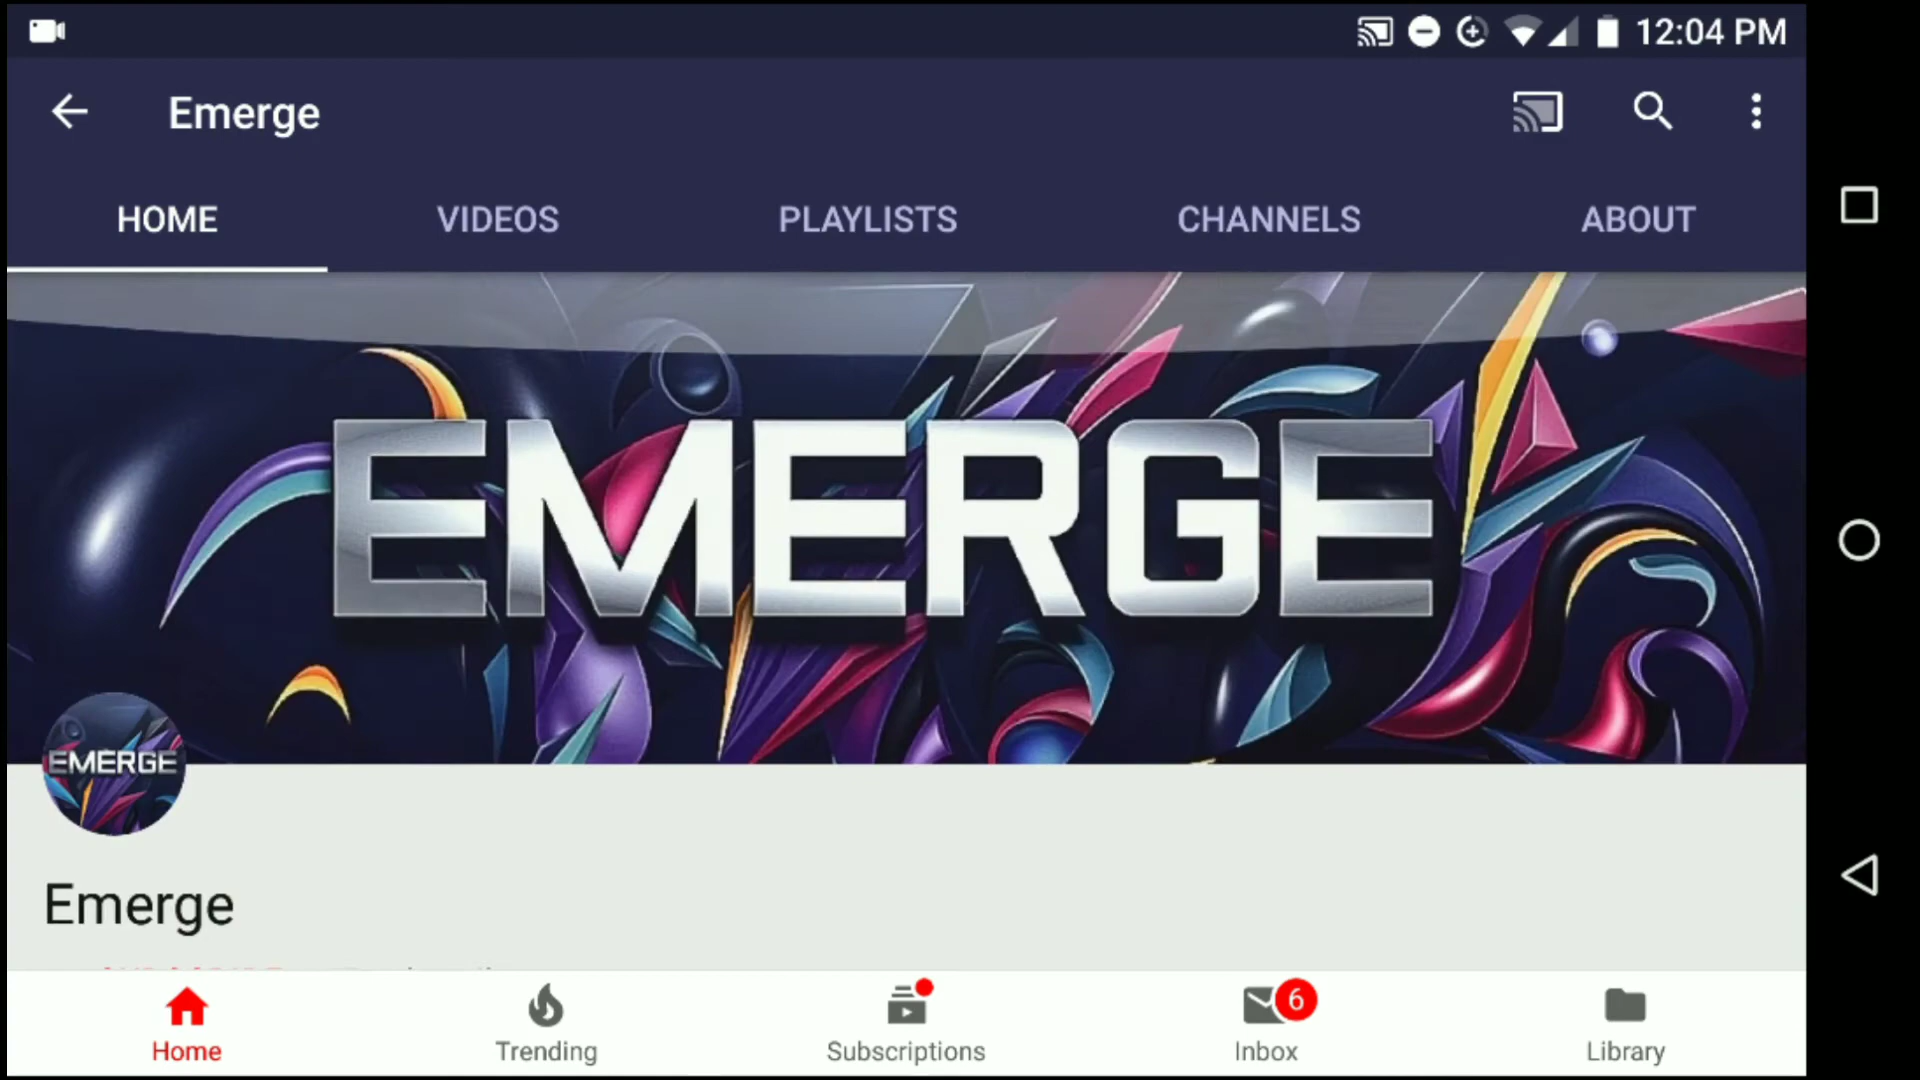 12:04 PM
Emerge
HOME VIDEOS PLAYLISTS CHANNELS ABOUT
EMERGE
EMERGE
Emerge
6
Home Trending Subscriptions Inbox Library